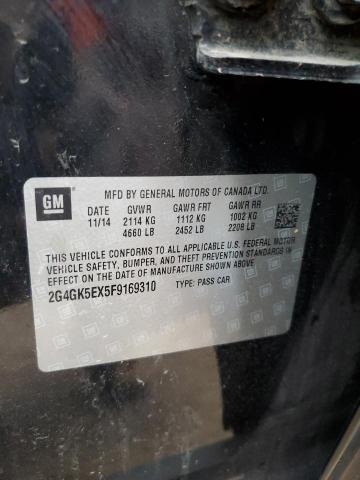 GM
MFD BY GENERAL MOTORS OF CANADA LTD.
DATE GVWR GAWR FRT GAWR RR
11/14 2114 KG 1112 KG 1002 KG
4660 LB 2452 LB 2208 LB
THIS VEHICLE CONFORMS TO ALL APPLICABLE U.S. FEDERAL MOTOR
VEHICLE SAFETY, BUMPER, AND THEFT PREVENTION STANDARDS IN
EFFECT ON THE DATE OF MANUFACTURE SHOWN ABOVE.
2G4GK5EX5F9169310 TYPE: PASS CAR